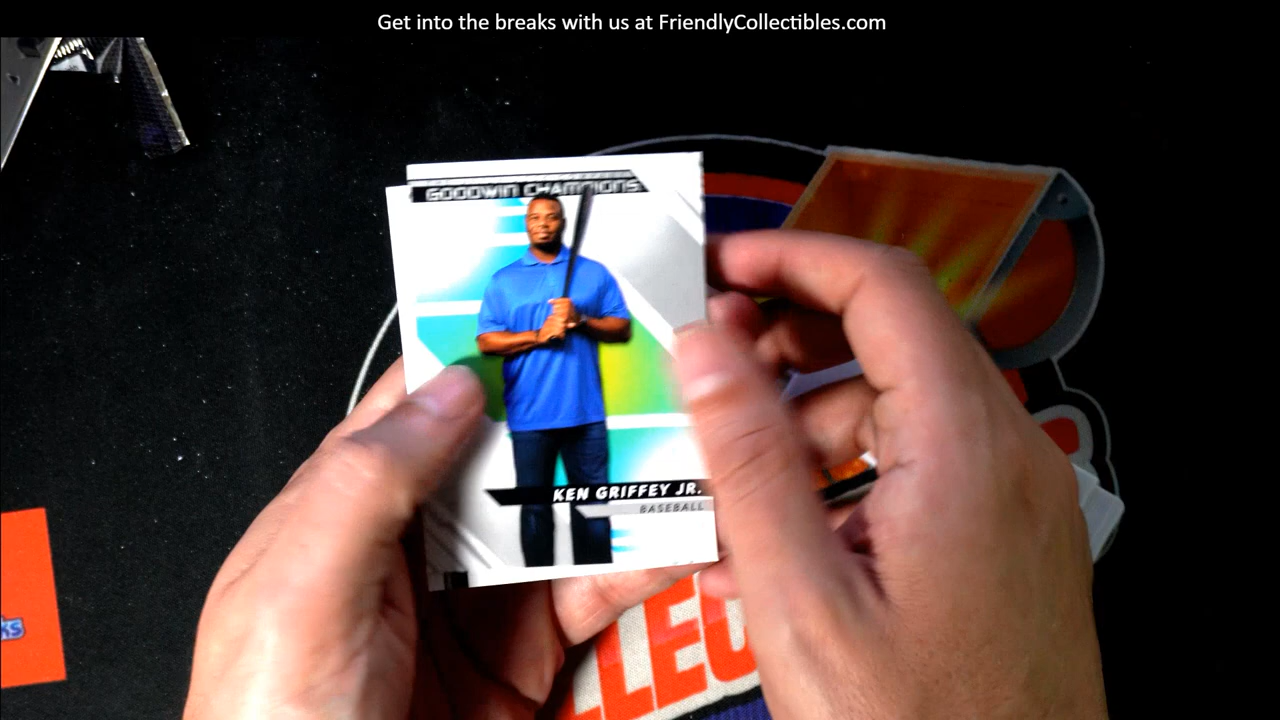 Get into the breaks with us at FriendlyCollectibles.com
GOODWIN CHAMPIONS
KEN GRIFFEY JR.
BASEBALL